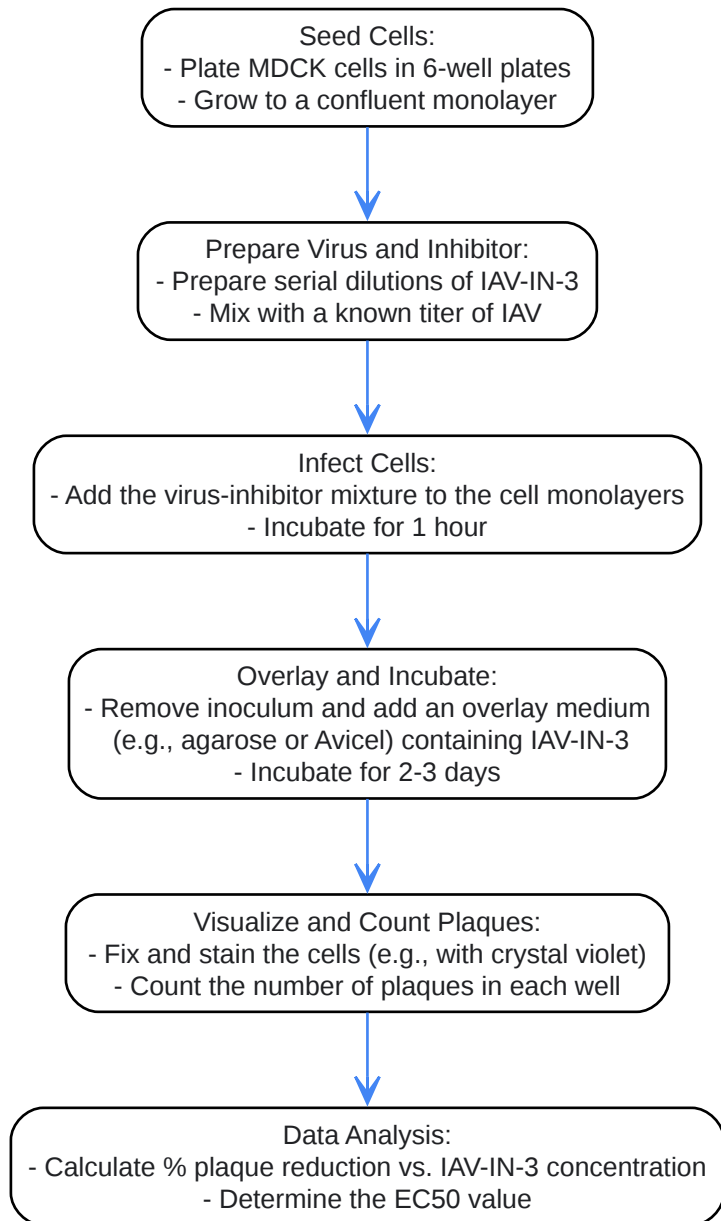 Seed Cells:
- Plate MDCK cells in 6-well plates
- Grow to a confluent monolayer
Prepare Virus and Inhibitor:
- Prepare serial dilutions of IAV-IN-3
- Mix with a known titer of IAV
Infect Cells:
- Add the virus-inhibitor mixture to the cell monolayers
- Incubate for 1 hour
Overlay and Incubate:
- Remove inoculum and add an overlay medium
(e.g., agarose or Avicel) containing IAV-IN-3
- Incubate for 2-3 days
Visualize and Count Plaques:
- Fix and stain the cells (e.g., with crystal violet)
- Count the number of plaques in each well
Data Analysis:
- Calculate % plaque reduction vs. IAV-IN-3 concentration
- Determine the EC50 value